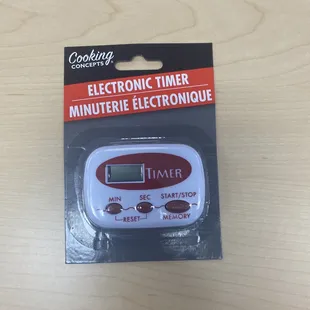 Cooking
CONCEPTS
ELECTRONIC TIMER
MINUTERIE ÉLECTRONIQUE
TIMER
MIN SEC START/STOP
RESET MEMORY